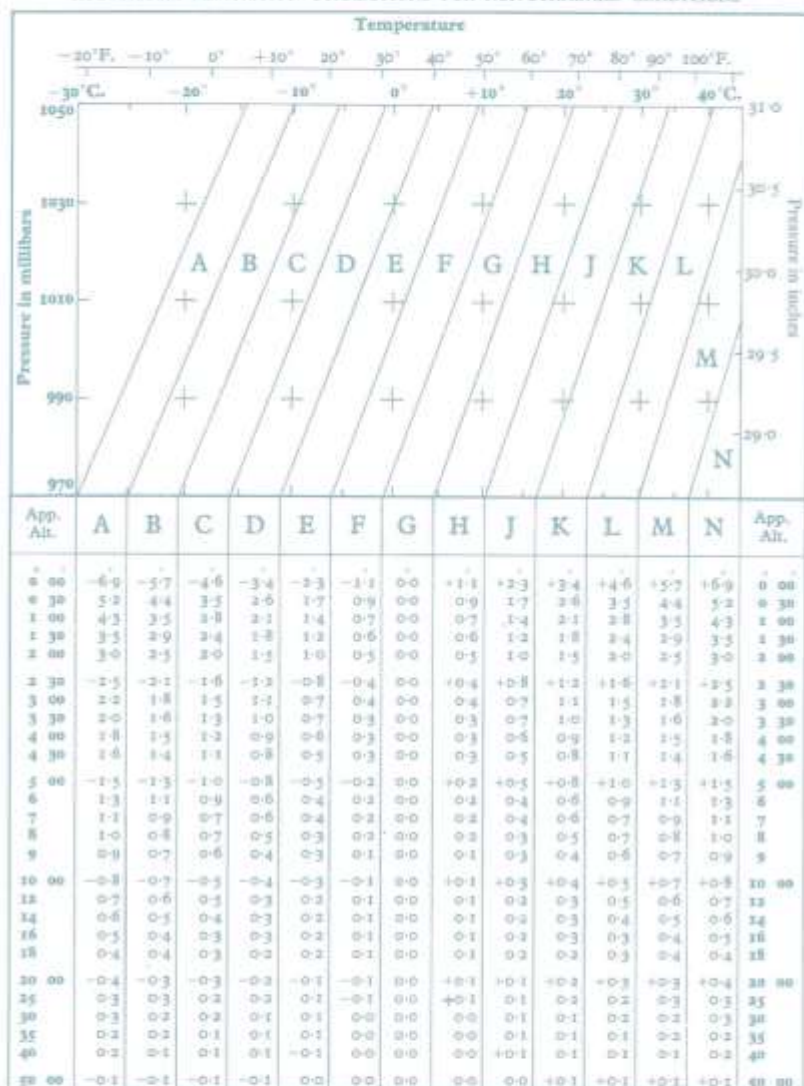 Temperature
-20°F. -10° 0° +10° 20° 30° 40° 50° 60° 70° 80° 90° 100°F.
-30°C. -20° -10° 0° +10° 20° 30° 40°C.
1050 31·0
1030 30·5
Pressure in millibars
Pressure in inches
A B C D E F G H J K L
30·0
1010
M
29·5
990
29·0
N
970
App. Alt. A B C D E F G H J K L M N App. Alt.
0 00 -6·9 -5·7 -4·6 -3·4 -2·3 -1·1 0·0 +1·1 +2·3 +3·4 +4·6 +5·7 +6·9 0 00
0 30 5·2 4·4 3·5 2·6 1·7 0·9 0·0 0·9 1·7 2·6 3·5 4·4 5·2 0 30
1 00 4·3 3·5 2·8 2·1 1·4 0·7 0·0 0·7 1·4 2·1 2·8 3·5 4·3 1 00
1 30 3·5 2·9 2·4 1·8 1·2 0·6 0·0 0·6 1·2 1·8 2·4 2·9 3·5 1 30
2 00 3·0 2·5 2·0 1·5 1·0 0·5 0·0 0·5 1·0 1·5 2·0 2·5 3·0 2 00
2 30 -2·5 -2·1 -1·6 -1·2 -0·8 -0·4 0·0 +0·4 +0·8 +1·2 +1·6 +2·1 +2·5 2 30
3 00 2·2 1·8 1·5 1·1 0·7 0·4 0·0 0·4 0·7 1·1 1·5 1·8 2·2 3 00
3 30 2·0 1·6 1·3 1·0 0·7 0·3 0·0 0·3 0·7 1·0 1·3 1·6 2·0 3 30
4 00 1·8 1·5 1·2 0·9 0·6 0·3 0·0 0·3 0·6 0·9 1·2 1·5 1·8 4 00
4 30 1·6 1·4 1·1 0·8 0·5 0·3 0·0 0·3 0·5 0·8 1·1 1·4 1·6 4 30
5 00 -1·5 -1·3 -1·0 -0·8 -0·5 -0·2 0·0 +0·2 +0·5 +0·8 +1·0 +1·3 +1·5 5 00
6 1·3 1·1 0·9 0·6 0·4 0·2 0·0 0·2 0·4 0·6 0·9 1·1 1·3 6
7 1·1 0·9 0·7 0·6 0·4 0·2 0·0 0·2 0·4 0·6 0·7 0·9 1·1 7
8 1·0 0·8 0·7 0·5 0·3 0·2 0·0 0·2 0·3 0·5 0·7 0·8 1·0 8
9 0·9 0·7 0·6 0·4 0·3 0·1 0·0 0·1 0·3 0·4 0·6 0·7 0·9 9
10 00 -0·8 -0·7 -0·5 -0·4 -0·3 -0·1 0·0 +0·1 +0·3 +0·4 +0·5 +0·7 +0·8 10 00
12 0·7 0·6 0·5 0·3 0·2 0·1 0·0 0·1 0·2 0·3 0·5 0·6 0·7 12
14 0·6 0·5 0·4 0·3 0·2 0·1 0·0 0·1 0·2 0·3 0·4 0·5 0·6 14
16 0·5 0·4 0·3 0·3 0·2 0·1 0·0 0·1 0·2 0·3 0·3 0·4 0·5 16
18 0·4 0·4 0·3 0·2 0·2 0·1 0·0 0·1 0·2 0·2 0·3 0·4 0·4 18
20 00 -0·4 -0·3 -0·3 -0·2 -0·1 -0·1 0·0 +0·1 +0·1 +0·2 +0·3 +0·3 +0·4 20 00
25 0·3 0·3 0·2 0·2 0·1 -0·1 0·0 +0·1 0·1 0·2 0·2 0·3 0·3 25
30 0·3 0·2 0·2 0·1 0·1 0·0 0·0 0·0 0·1 0·1 0·2 0·2 0·3 30
35 0·2 0·2 0·1 0·1 0·1 0·0 0·0 0·0 0·1 0·1 0·1 0·2 0·2 35
40 0·2 0·1 0·1 0·1 -0·1 0·0 0·0 0·0 +0·1 0·1 0·1 0·1 0·2 40
50 00 -0·1 -0·1 -0·1 -0·1 0·0 0·0 0·0 0·0 0·0 +0·1 +0·1 +0·1 +0·1 50 00